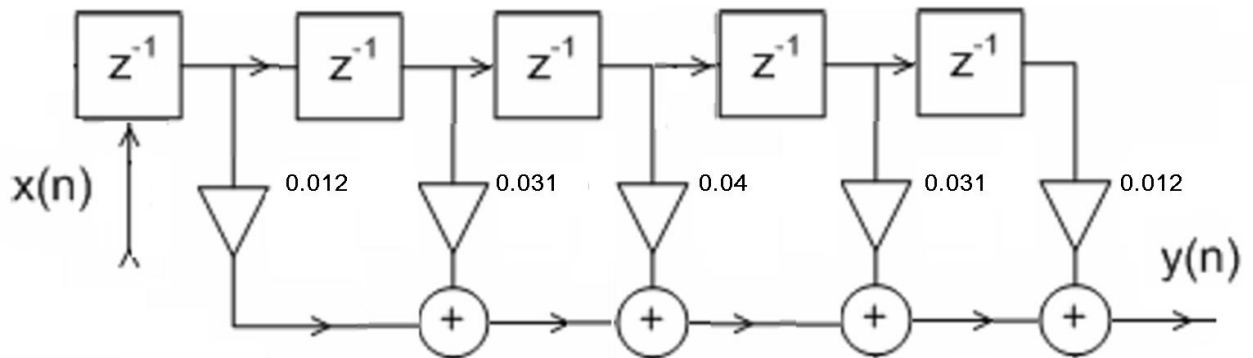 z⁻¹ z⁻¹ z⁻¹ z⁻¹ z⁻¹
x(n) 0.012 0.031 0.04 0.031 0.012
y(n)
+ + + +